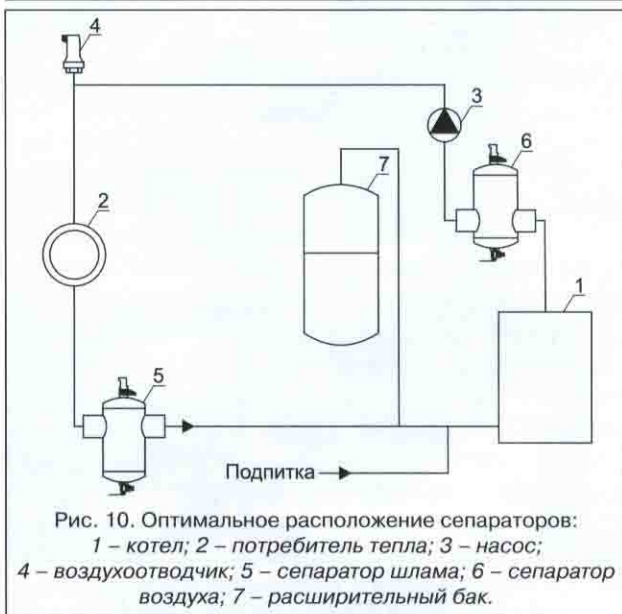 4
3
6
7
2
1
5
Подпитка
Рис. 10. Оптимальное расположение сепараторов:
1 – котел; 2 – потребитель тепла; 3 – насос;
4 – воздухоотводчик; 5 – сепаратор шлама; 6 – сепаратор
воздуха; 7 – расширительный бак.